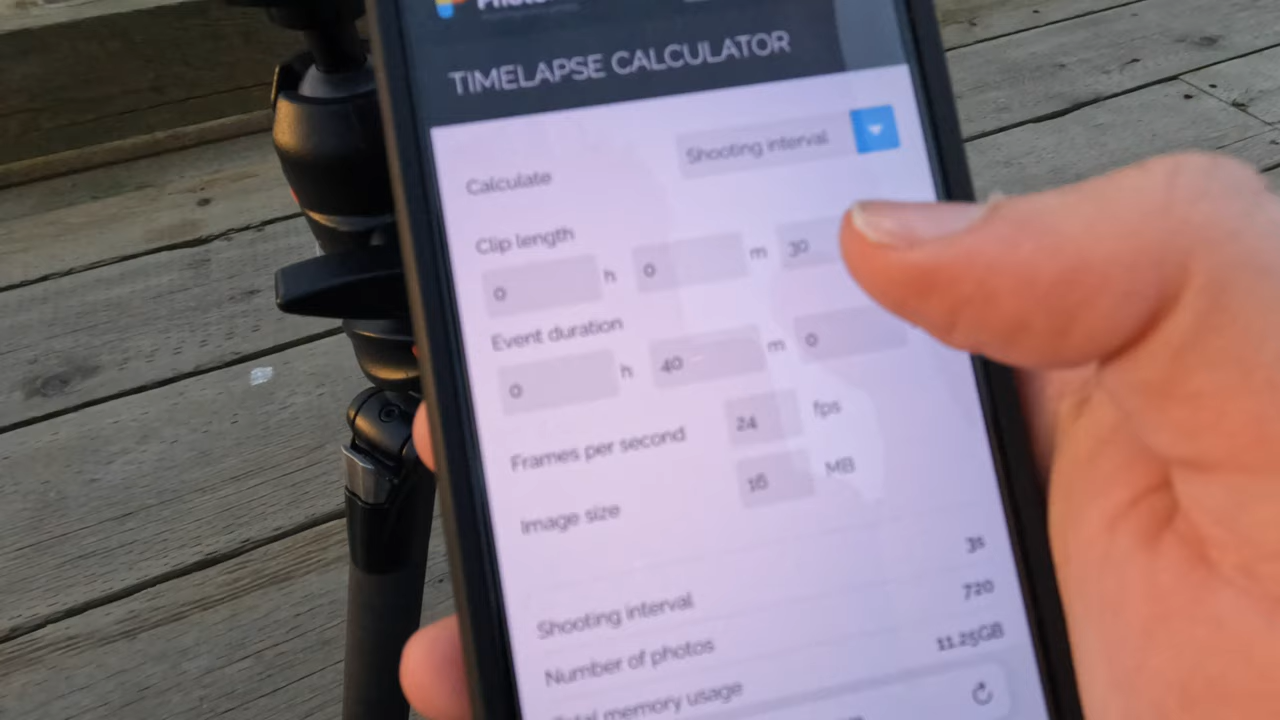 TIMELAPSE CALCULATOR
Calculate Shooting interval
Clip length
0 h 0 m 30
Event duration
0 h 40 m 0
Frames per second 24 fps
Image size 16 MB
Shooting interval 3s
Number of photos 720
Total memory usage 11.25GB